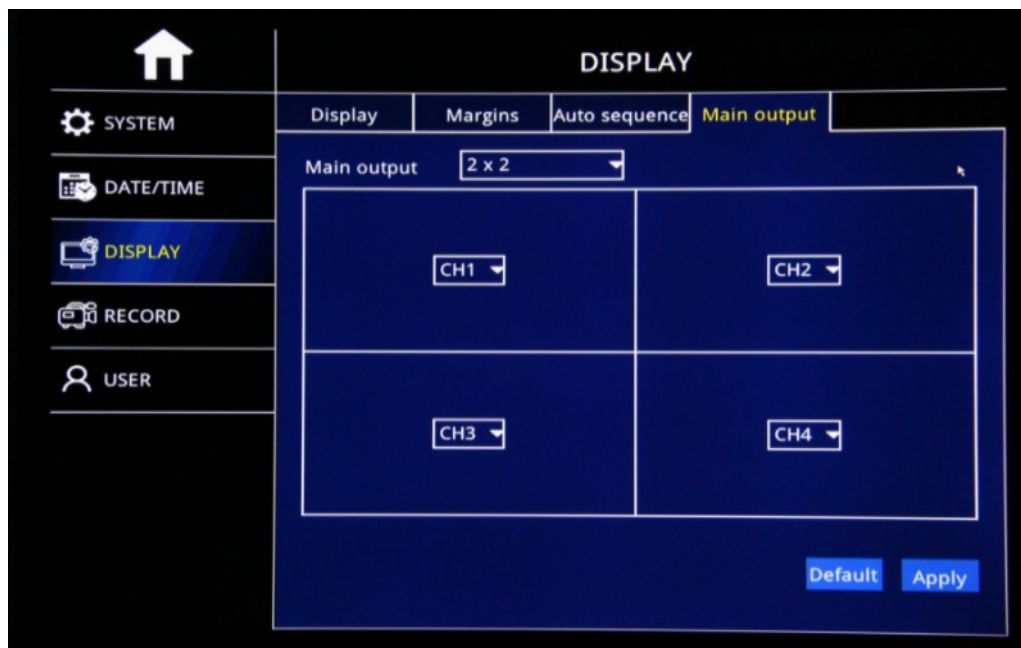 DISPLAY
SYSTEM
DATE/TIME
DISPLAY
RECORD
USER
Display Margins Auto sequence Main output
Main output 2 x 2
CH1 CH2
CH3 CH4
Default Apply